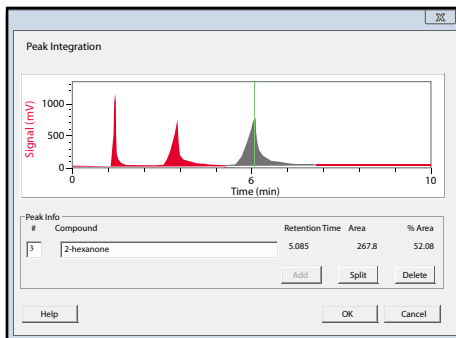 X
Peak Integration
Signal (mV)
1000
500
0
0 6 10
Time (min)
Peak Info
# Compound Retention Time Area % Area
3 2-hexanone 5.085 267.8 52.08
Add Split Delete
Help OK Cancel